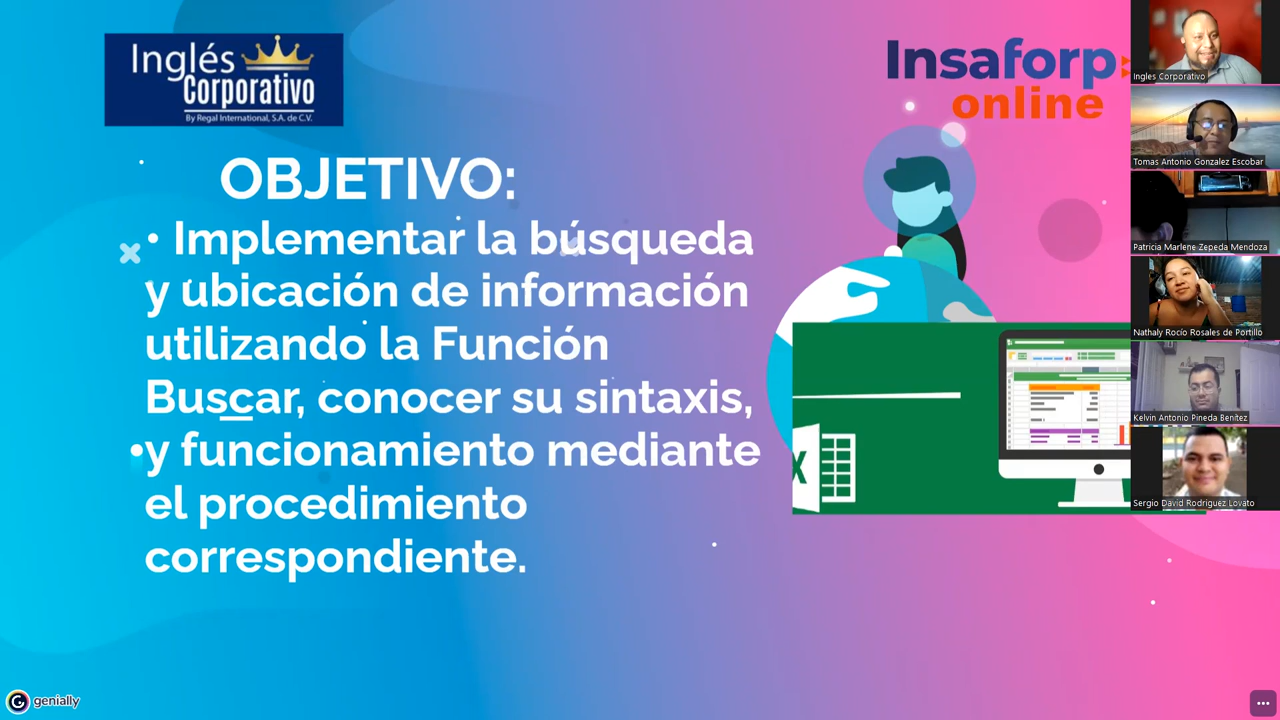 Inglés
Corporativo
By Regal International, S.A. de C.V.
Insaforp
online
OBJETIVO:
• Implementar la búsqueda
y ubicación de información
utilizando la Función
Buscar, conocer su sintaxis,
•y funcionamiento mediante
el procedimiento
correspondiente.
X
Ingles Corporativo
Tomas Antonio Gonzalez Escobar
Patricia Marlene Zepeda Mendoza
Nathaly Rocío Rosales de Portillo
Kelvin Antonio Pineda Benítez
Sergio David Rodriguez Lovato
genially